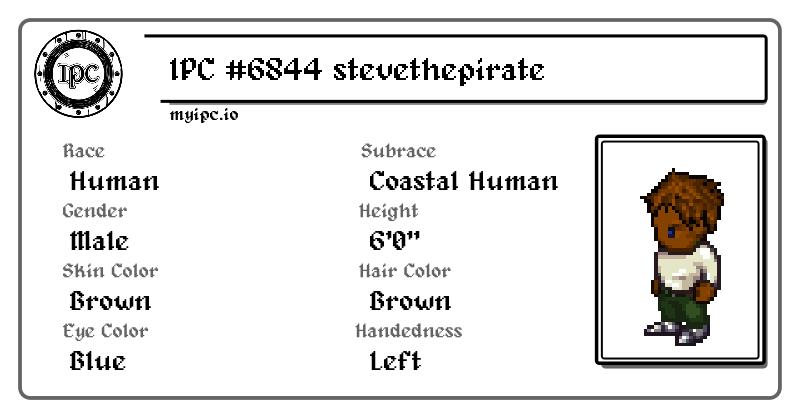 IPC
IPC #6844 stevethepirate
myipc.io
Race
Human
Subrace
Coastal Human
Gender
Male
Height
6'0"
Skin Color
Brown
Hair Color
Brown
Eye Color
Blue
Handedness
Left